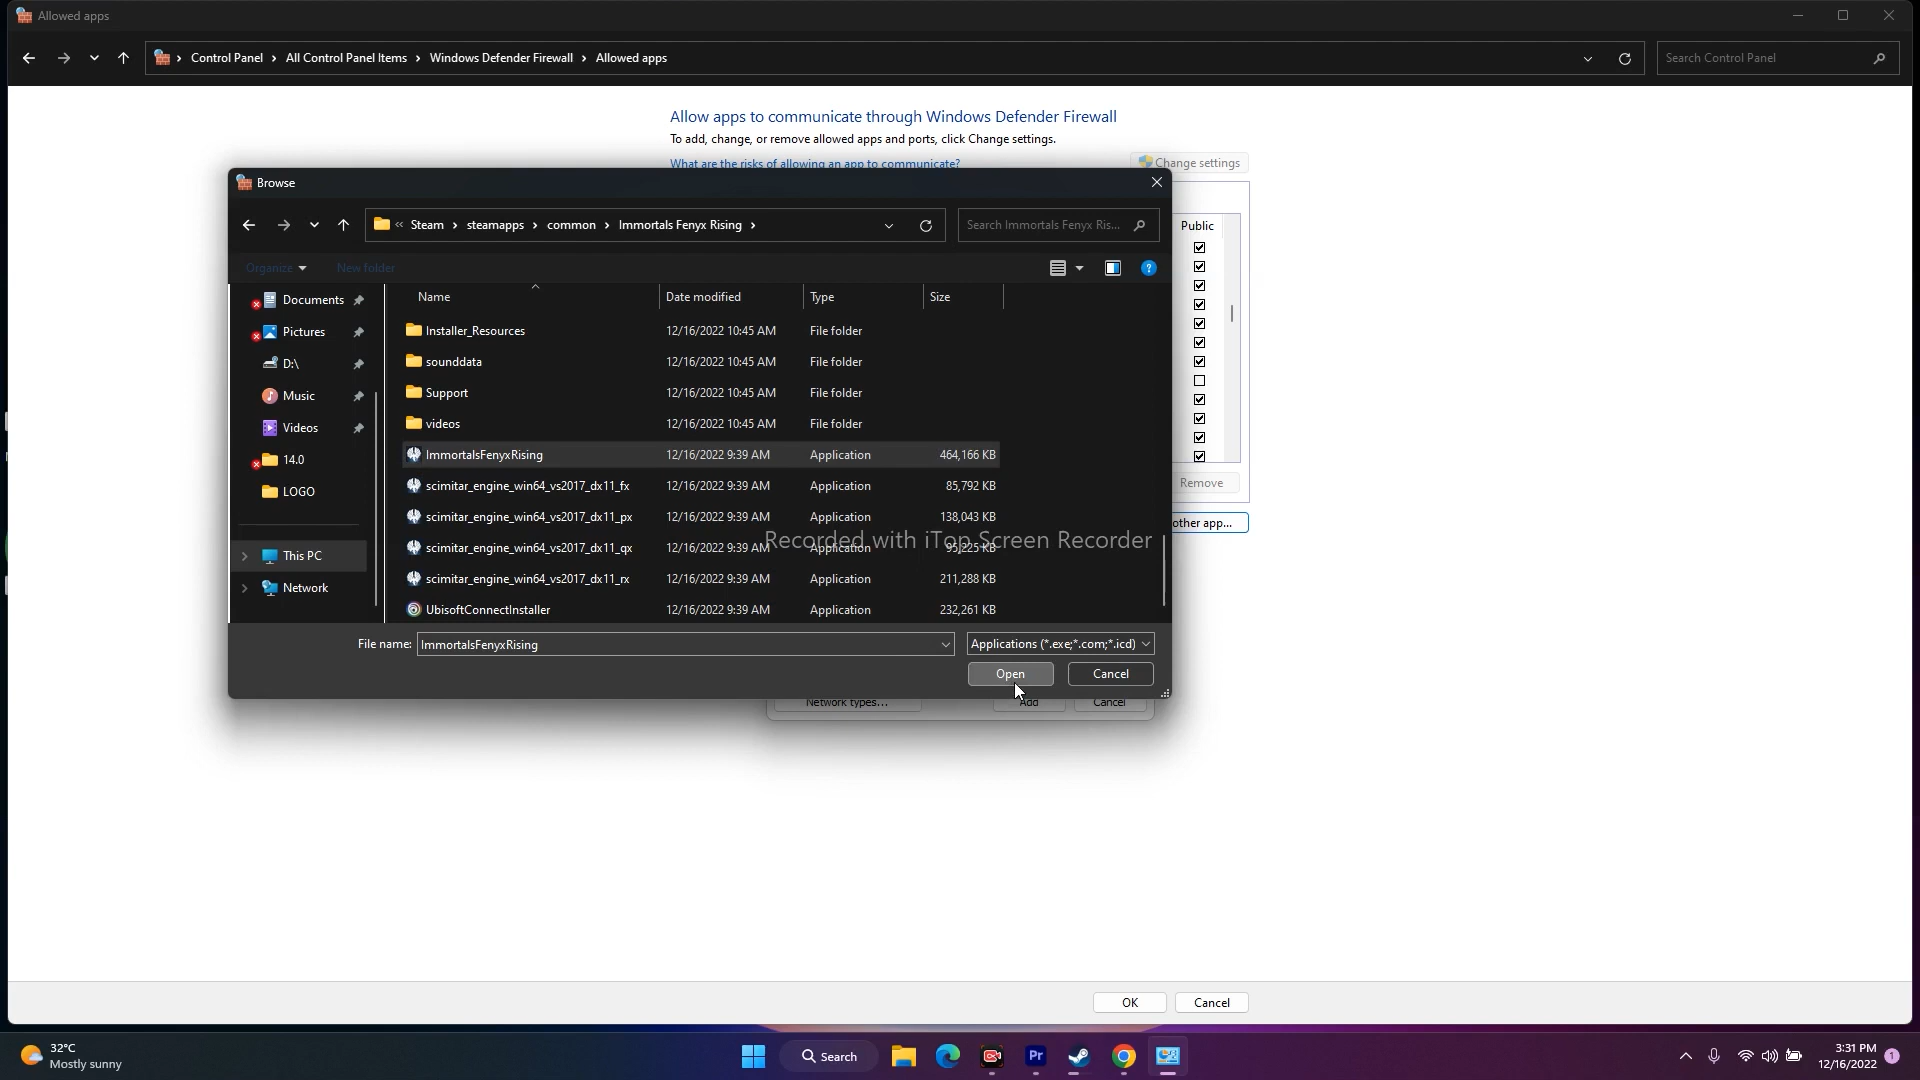 Allowed apps
Control Panel > All Control Panel Items > Windows Defender Firewall > Allowed apps
Search Control Panel
Allow apps to communicate through Windows Defender Firewall
To add, change, or remove allowed apps and ports, click Change settings.
What are the risks of allowing an app to communicate?
Change settings
Browse
« Steam > steamapps > common > Immortals Fenyx Rising >
Search Immortals Fenyx Ris...
Public
Organize
New folder
Name Date modified Type Size
Documents
Pictures
D:\
Music
Videos
14.0
LOGO
This PC
Network
Installer_Resources 12/16/2022 10:45 AM File folder
sounddata 12/16/2022 10:45 AM File folder
Support 12/16/2022 10:45 AM File folder
videos 12/16/2022 10:45 AM File folder
ImmortalsFenyxRising 12/16/2022 9:39 AM Application 464,166 KB
scimitar_engine_win64_vs2017_dx11_fx 12/16/2022 9:39 AM Application 85,792 KB
scimitar_engine_win64_vs2017_dx11_px 12/16/2022 9:39 AM Application 138,043 KB
scimitar_engine_win64_vs2017_dx11_qx 12/16/2022 9:39 AM Application 95,225 KB
scimitar_engine_win64_vs2017_dx11_rx 12/16/2022 9:39 AM Application 211,288 KB
UbisoftConnectInstaller 12/16/2022 9:39 AM Application 232,261 KB
Recorded with iTop Screen Recorder
Remove
other app...
File name: ImmortalsFenyxRising
Applications (*.exe;*.com;*.icd)
Open Cancel
Network types... Add Cancel
OK Cancel
32°C
Mostly sunny
Search
Pr
3:31 PM
12/16/2022
1